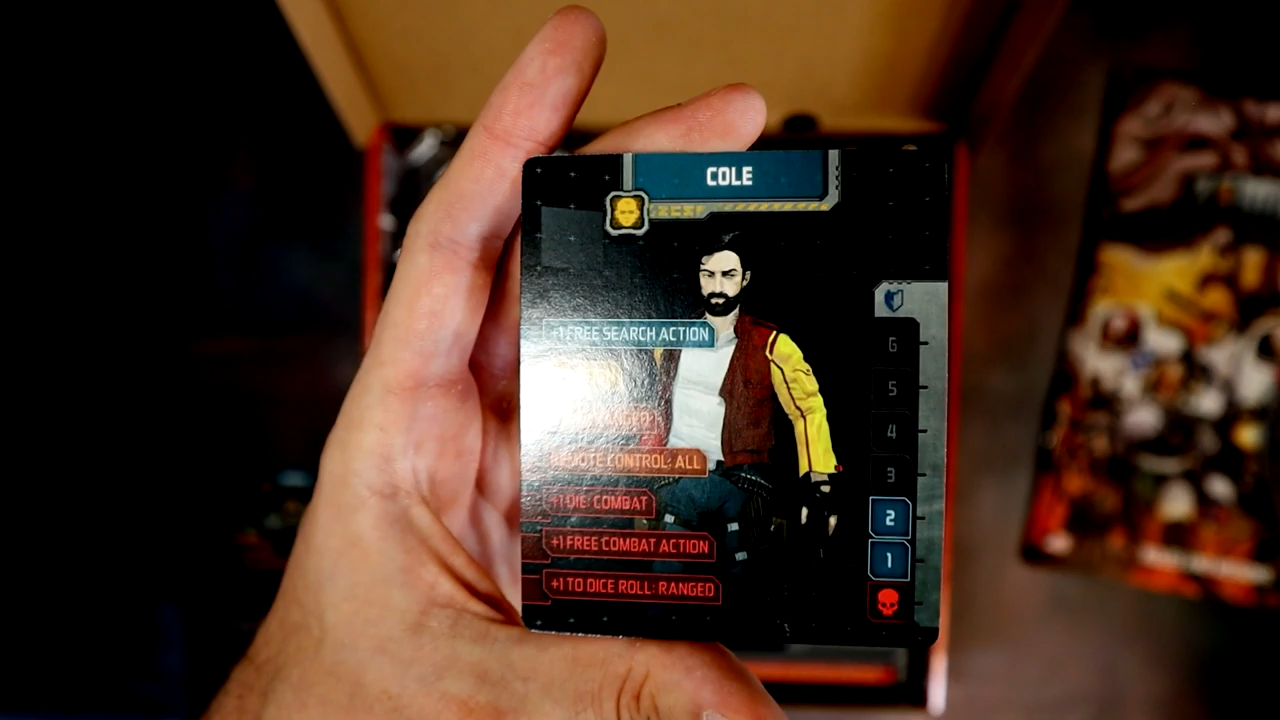 COLE
+1 FREE SEARCH ACTION
CONTROL: ALL
+1 DIE: COMBAT
+1 FREE COMBAT ACTION
+1 TO DICE ROLL: RANGED
6
5
4
3
2
1